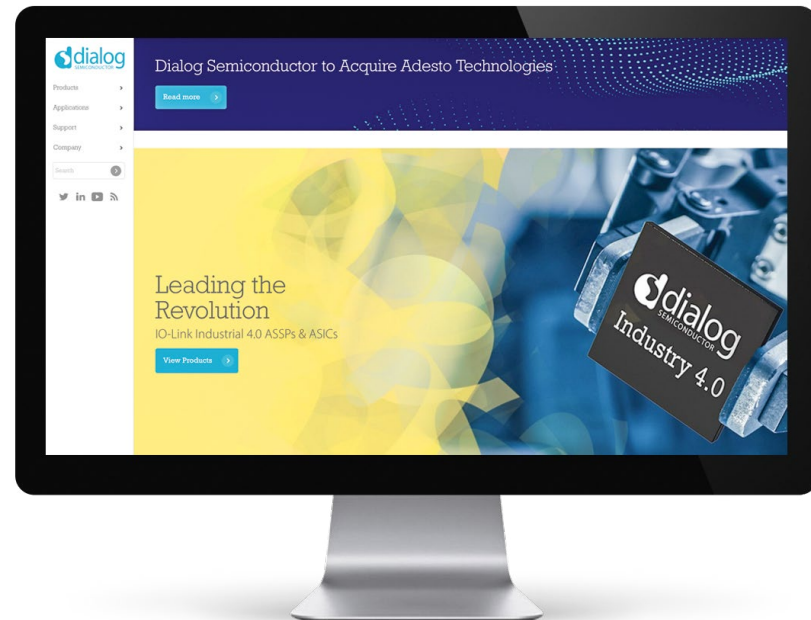 dialog
SEMICONDUCTOR
Products
Applications
Support
Company
Search
Dialog Semiconductor to Acquire Adesto Technologies
Read more
Leading the
Revolution
IO-Link Industrial 4.0 ASSPs & ASICs
View Products
dialog
SEMICONDUCTOR
Industry 4.0